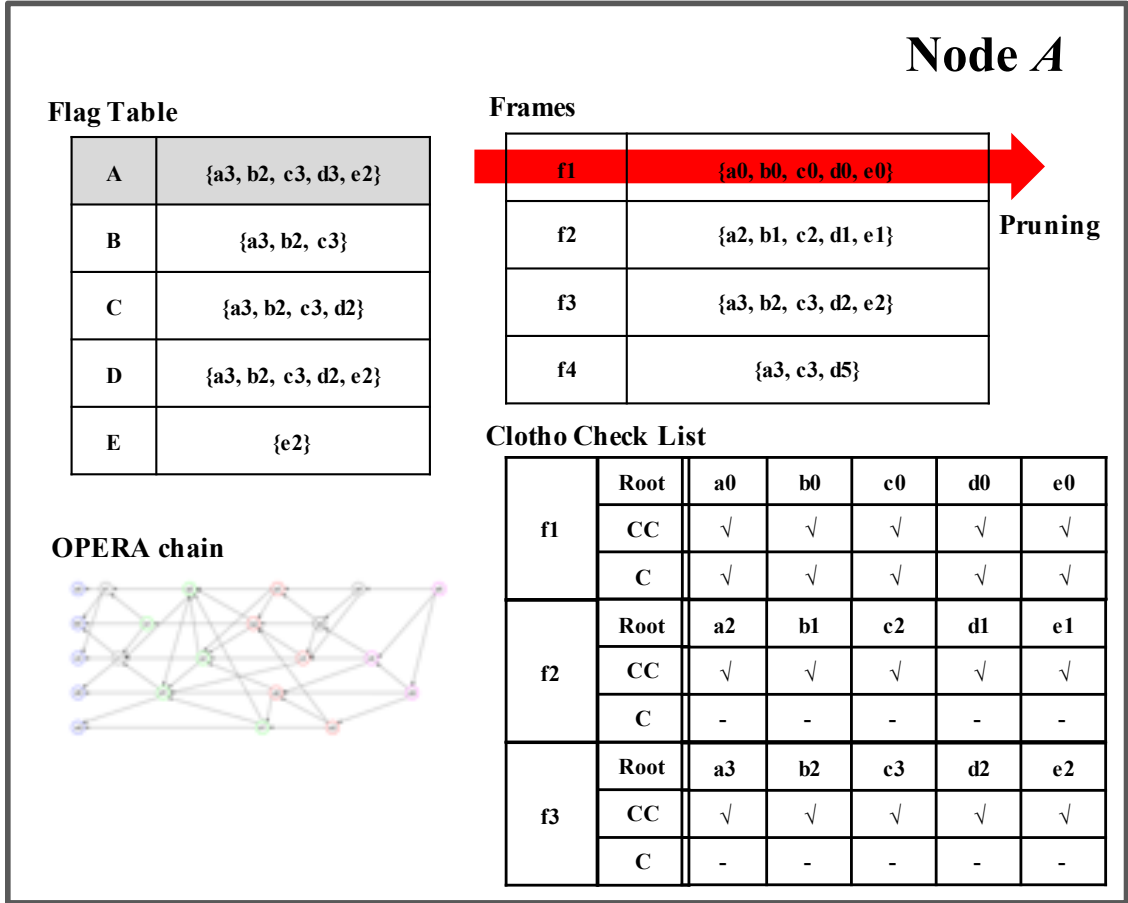 Node A
Flag Table
A {a3, b2, c3, d3, e2}
B {a3, b2, c3}
C {a3, b2, c3, d2}
D {a3, b2, c3, d2, e2}
E {e2}
Frames
f1 {a0, b0, c0, d0, e0}
f2 {a2, b1, c2, d1, e1}
f3 {a3, b2, c3, d2, e2}
f4 {a3, c3, d5}
Pruning
OPERA chain
Clotho Check List
f1
Root a0 b0 c0 d0 e0
CC √ √ √ √ √
C √ √ √ √ √
f2
Root a2 b1 c2 d1 e1
CC √ √ √ √ √
C - - - - -
f3
Root a3 b2 c3 d2 e2
CC √ √ √ √ √
C - - - - -